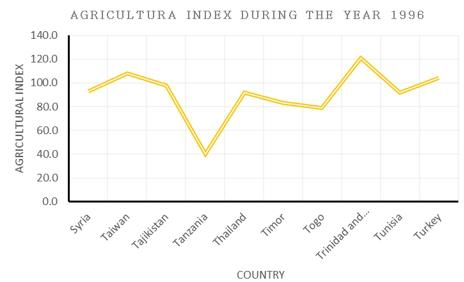 AGRICULTURA INDEX DURING THE YEAR 1996
140.0
120.0
100.0
80.0
60.0
40.0
20.0
0.0
AGRICULTURAL INDEX
Syria
Taiwan
Tajikistan
Tanzania
Thailand
Timor
Togo
Trinidad and...
Tunisia
Turkey
COUNTRY